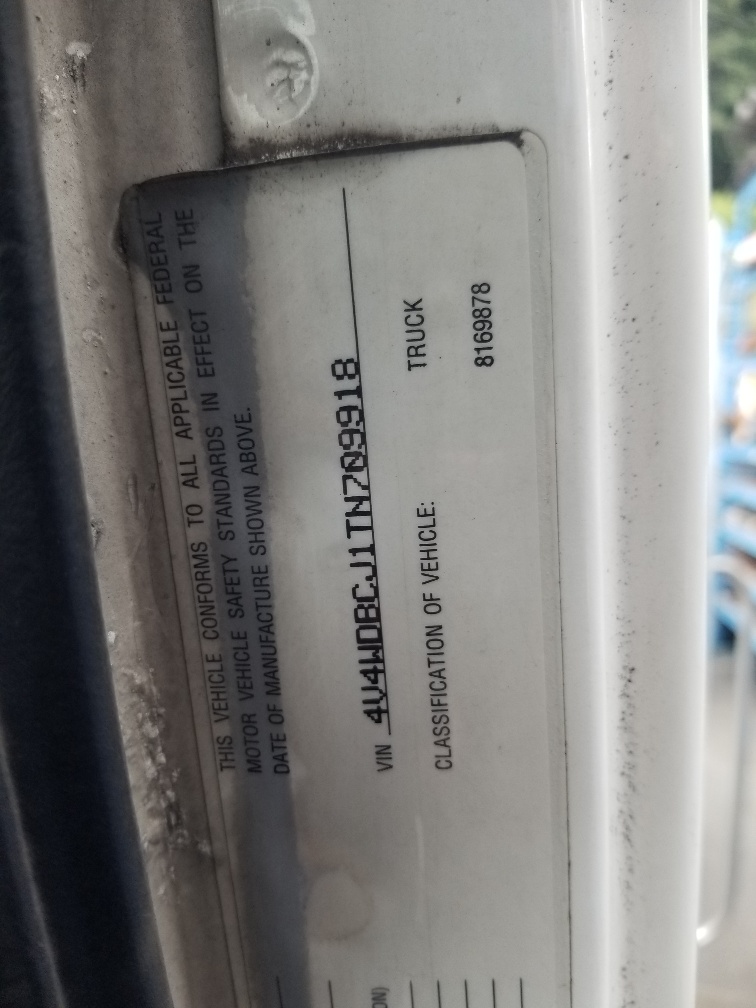 THIS VEHICLE CONFORMS TO ALL APPLICABLE FEDERAL
MOTOR VEHICLE SAFETY STANDARDS IN EFFECT ON THE
DATE OF MANUFACTURE SHOWN ABOVE.
VIN 4V4WDBCJ1TN709918
CLASSIFICATION OF VEHICLE: TRUCK
8169878